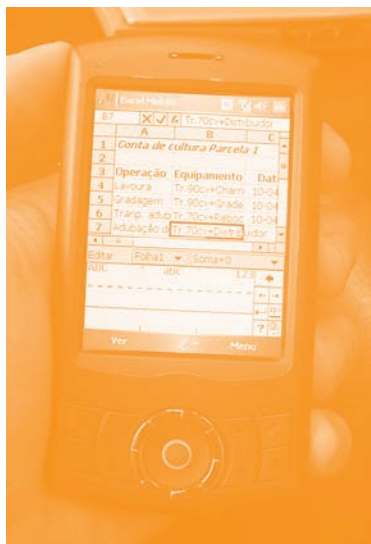 Excel Mobile
B7 Tr.70cv+Distribuidor
A B C
1 Conta de cultura Parcela 1
2
3 Operação Equipamento Dat
4 Lavoura Tr.90cv+Charr 10-04
5 Gradagem Tr.90cv+Grade 10-04
6 Tr.70cv+Reboc 10-04
7 Adubação d Tr.70cv+Distribuidor
Editar Folha1 Soma=0
ABC abc 123
Ver Menu